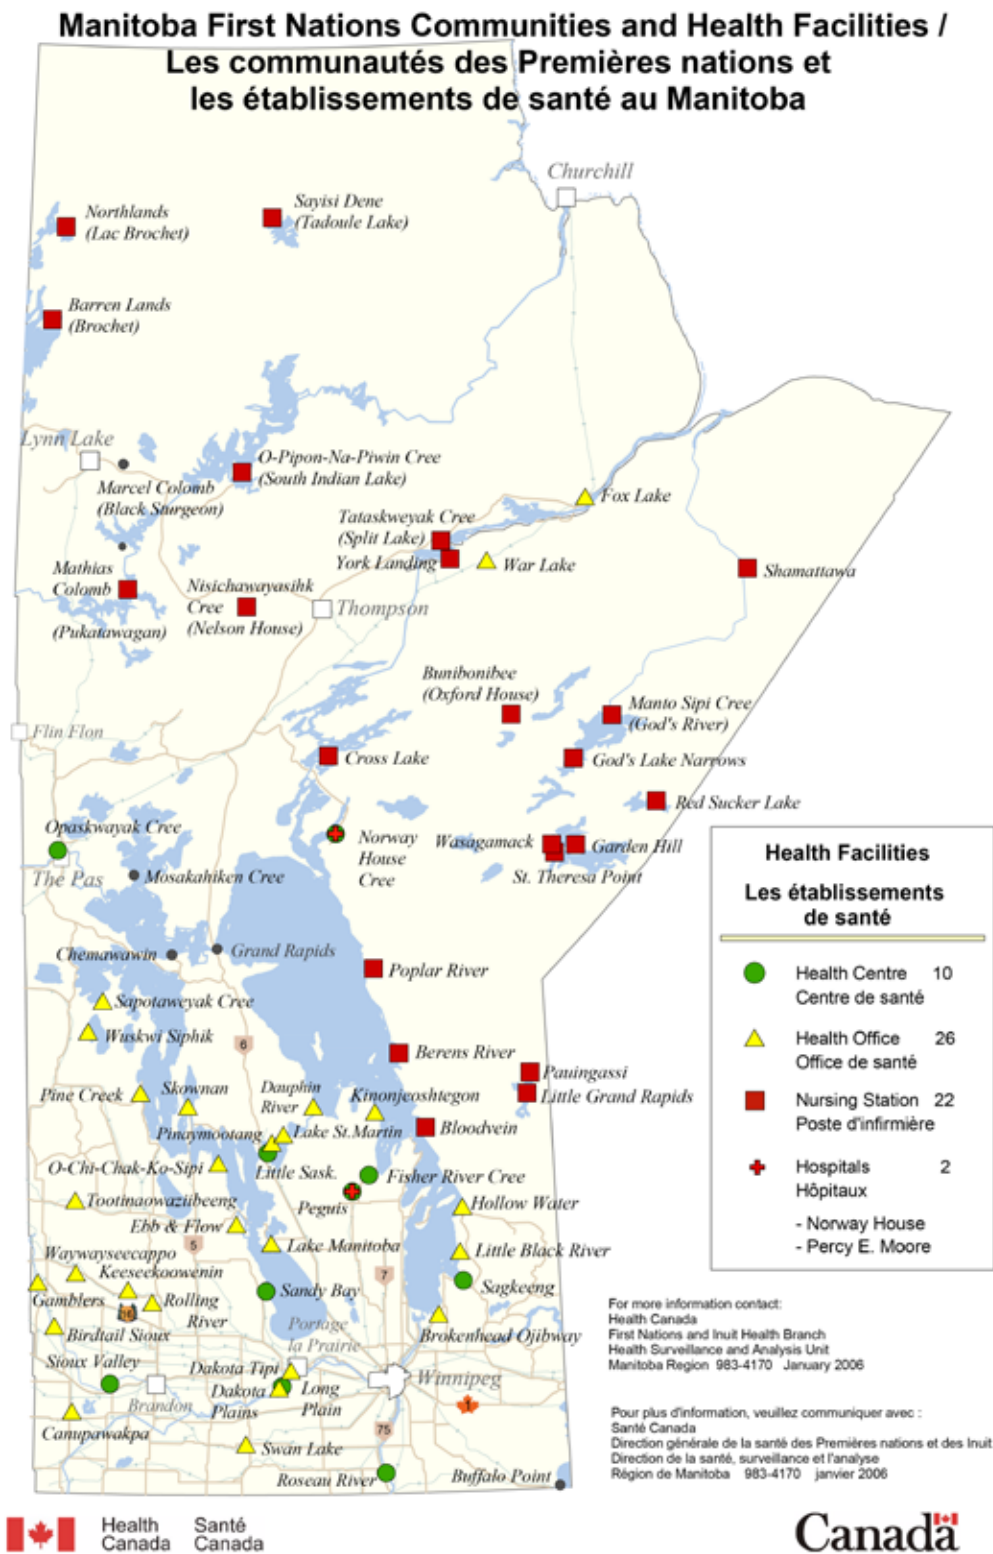 Manitoba First Nations Communities and Health Facilities /
Les communautés des Premières nations et
les établissements de santé au Manitoba
Churchill
Northlands
(Lac Brochet)
Sayisi Dene
(Tadoule Lake)
Barren Lands
(Brochet)
Lynn Lake
Marcel Colomb
(Black Sturgeon)
O-Pipon-Na-Piwin Cree
(South Indian Lake)
Fox Lake
Tataskweyak Cree
(Split Lake)
York Landing
War Lake
Shamattawa
Mathias
Colomb
(Pukatawagan)
Nisichawayasihk
Cree
(Nelson House)
Thompson
Bunibonibee
(Oxford House)
Manto Sipi Cree
(God's River)
Flin Flon
Cross Lake
God's Lake Narrows
Red Sucker Lake
Opaskwayak Cree
The Pas
Norway
House
Cree
Wasagamack
Garden Hill
St. Theresa Point
Mosakahiken Cree
Chemawawin
Grand Rapids
Poplar River
Sapotaweyak Cree
Wuskwi Siphik
6
Berens River
Pauingassi
Little Grand Rapids
Pine Creek
Skownan
Dauphin
River
Kinonjeoshtegon
Bloodvein
Pinaymootang
Lake St.Martin
O-Chi-Chak-Ko-Sipi
Little Sask.
Fisher River Cree
Peguis
Tootinaowaziibeeng
Hollow Water
Ebb & Flow
5
Lake Manitoba
Little Black River
Waywayseecappo
Keeseekoowenin
7
Gamblers
16
Rolling
River
Sandy Bay
Sagkeeng
Birdtail Sioux
Portage
la Prairie
Brokenhead Ojibway
Sioux Valley
Dakota Tipi
Winnipeg
Brandon
Dakota
Plains
Long
Plain
1
Canupawakpa
75
Swan Lake
Roseau River
Buffalo Point
Health Facilities
Les établissements
de santé
Health Centre 10
Centre de santé
Health Office 26
Office de santé
Nursing Station 22
Poste d'infirmière
Hospitals 2
Hôpitaux
- Norway House
- Percy E. Moore
For more information contact:
Health Canada
First Nations and Inuit Health Branch
Health Surveillance and Analysis Unit
Manitoba Region 983-4170 January 2006
Pour plus d'information, veuillez communiquer avec :
Santé Canada
Direction générale de la santé des Premières nations et des Inuit
Direction de la santé, surveillance et l'analyse
Région de Manitoba 983-4170 janvier 2006
Health Santé
Canada Canada
Canada